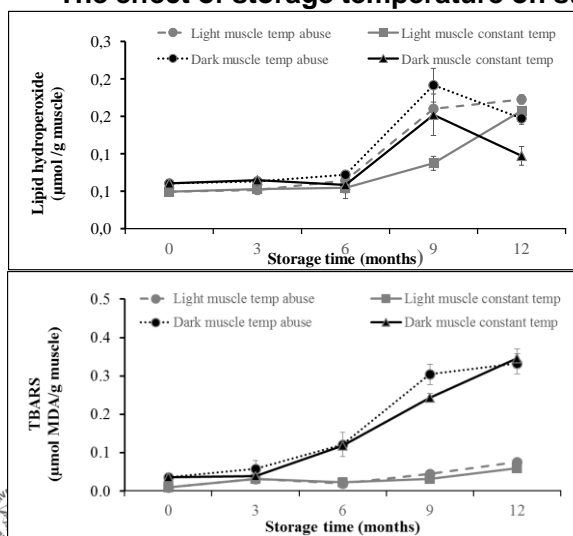 The effect of storage temperature on
Light muscle temp abuse Light muscle constant temp
Dark muscle temp abuse Dark muscle constant temp
Lipid hydroperoxide
(µmol /g muscle)
0,3
0,2
0,2
0,1
0,1
0,0
0 3 6 9 12
Storage time (months)
Light muscle temp abuse Light muscle constant temp
Dark muscle temp abuse Dark muscle constant temp
TBARS
(µmol MDA/g muscle)
0.5
0.4
0.3
0.2
0.1
0.0
0 3 6 9 12
Storage time (months)